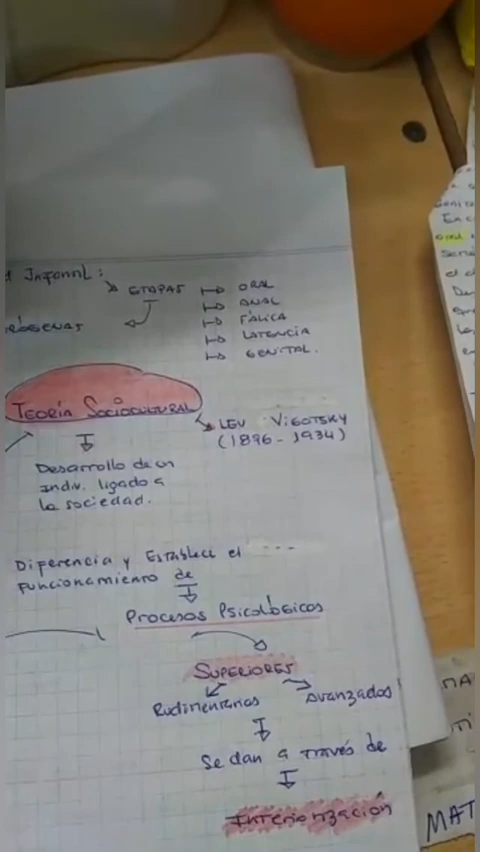 Infantil:
ETAPAS
ORAL
ANAL
FÁLICA
LATENCIA
GENITAL.
TEORÍA SOCIOCULTURAL
LEV VIGOTSKY
(1896 - 1934)
Desarrollo de un
indiv. ligado a
la sociedad.
Diferencia y Establece el ...
funcionamiento de
Procesos Psicológicos
SUPERIORES
Rudimentarios
Avanzados
Se dan a través de
Interiorización
MAT